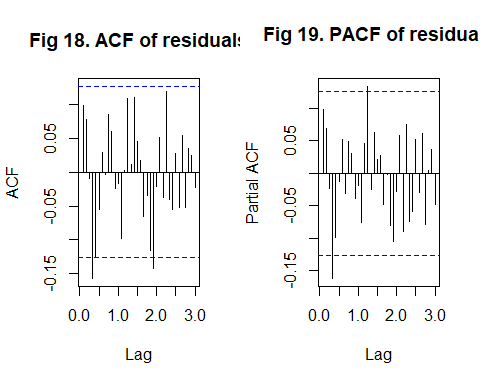 Fig 18. ACF of residuals
Fig 19. PACF of residua
ACF
0.05
-0.05
-0.15
0.0
1.0
2.0
3.0
Lag
Partial ACF
0.05
-0.05
-0.15
0.0
1.0
2.0
3.0
Lag